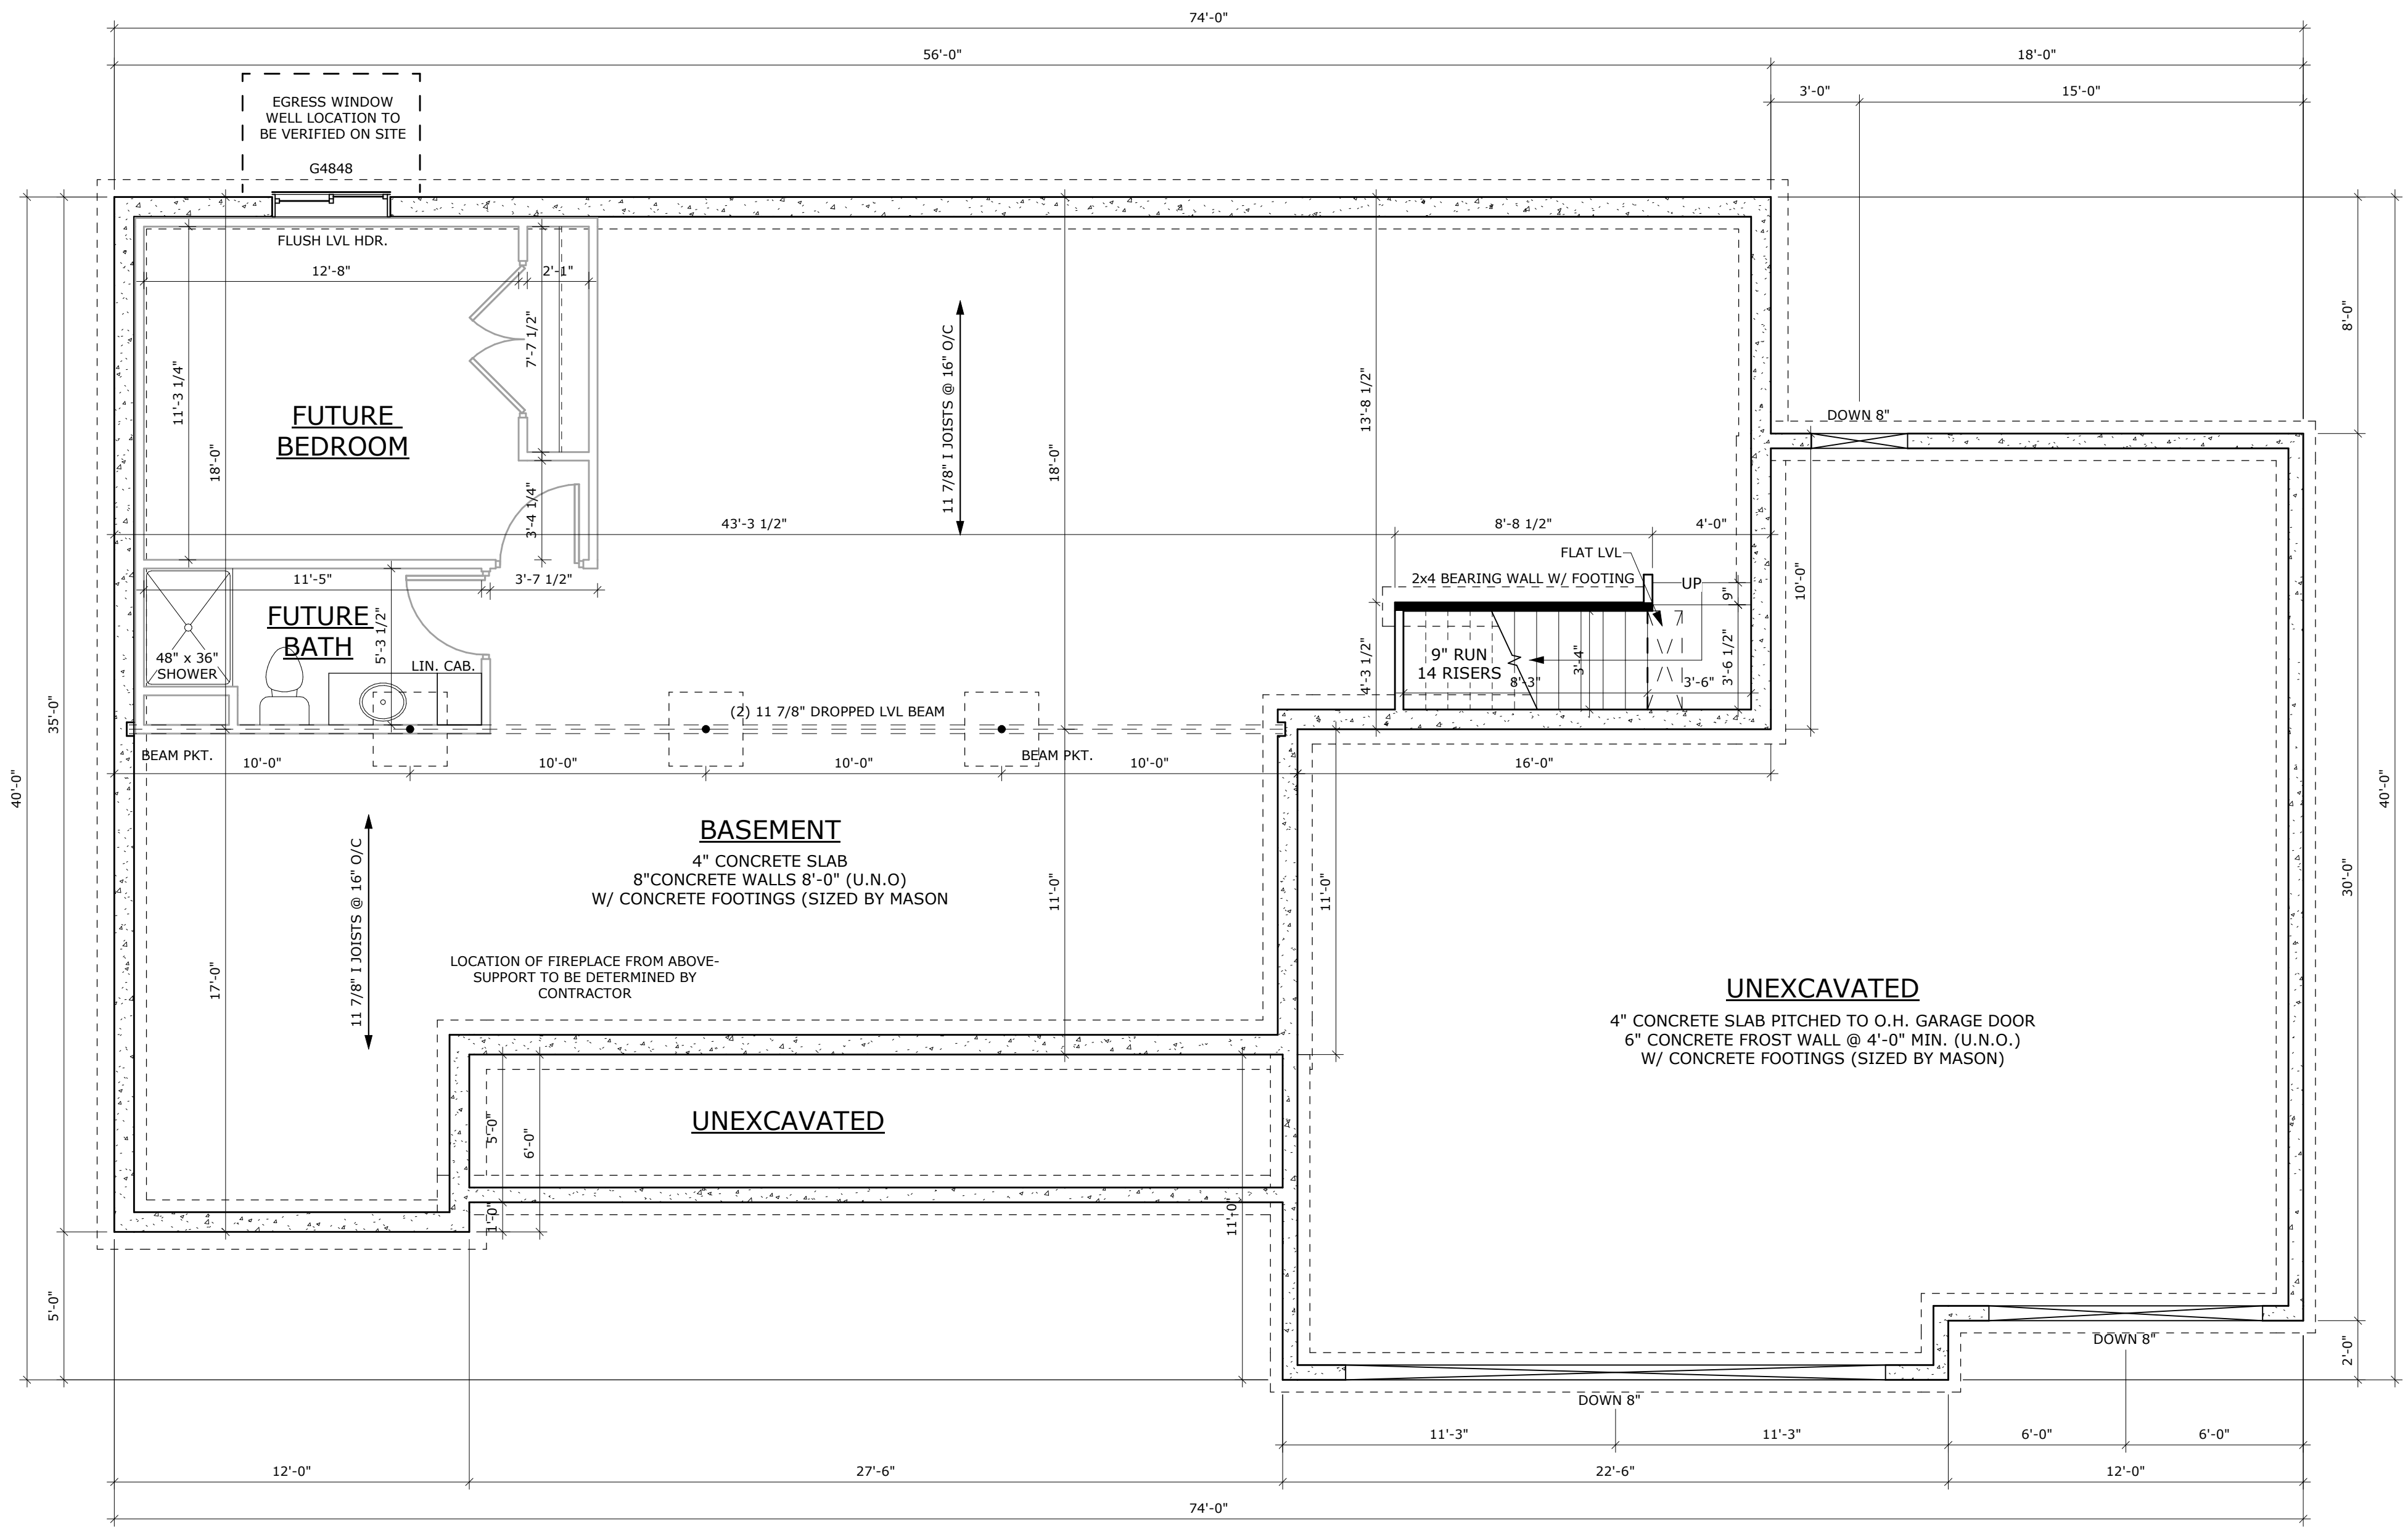 74'-0"
56'-0"
18'-0"
3'-0"
15'-0"
EGRESS WINDOW
WELL LOCATION TO
BE VERIFIED ON SITE
G4848
FLUSH LVL HDR.
12'-8"
2'-1"
7'-7 1/2"
11'-3 1/4"
18'-0"
FUTURE
BEDROOM
3'-4 1/4"
11 7/8" I JOISTS @ 16" O/C
18'-0"
13'-8 1/2"
8'-0"
DOWN 8"
43'-3 1/2"
8'-8 1/2"
4'-0"
FLAT LVL
2x4 BEARING WALL W/ FOOTING
UP
9"
10'-0"
11'-5"
3'-7 1/2"
FUTURE
BATH
5'-3 1/2"
48" x 36"
SHOWER
LIN. CAB.
9" RUN
14 RISERS
8'-3"
3'-4"
3'-6"
3'-6 1/2"
4'-3 1/2"
(2) 11 7/8" DROPPED LVL BEAM
BEAM PKT.
BEAM PKT.
10'-0"
10'-0"
10'-0"
10'-0"
16'-0"
35'-0"
40'-0"
40'-0"
30'-0"
BASEMENT
4" CONCRETE SLAB
8"CONCRETE WALLS 8'-0" (U.N.O)
W/ CONCRETE FOOTINGS (SIZED BY MASON
11 7/8" I JOISTS @ 16" O/C
17'-0"
11'-0"
11'-0"
LOCATION OF FIREPLACE FROM ABOVE-
SUPPORT TO BE DETERMINED BY
CONTRACTOR
UNEXCAVATED
4" CONCRETE SLAB PITCHED TO O.H. GARAGE DOOR
6" CONCRETE FROST WALL @ 4'-0" MIN. (U.N.O.)
W/ CONCRETE FOOTINGS (SIZED BY MASON)
UNEXCAVATED
5'-0"
6'-0"
1'-0"
11'-0"
5'-0"
DOWN 8"
2'-0"
DOWN 8"
11'-3"
11'-3"
6'-0"
6'-0"
12'-0"
27'-6"
22'-6"
12'-0"
74'-0"